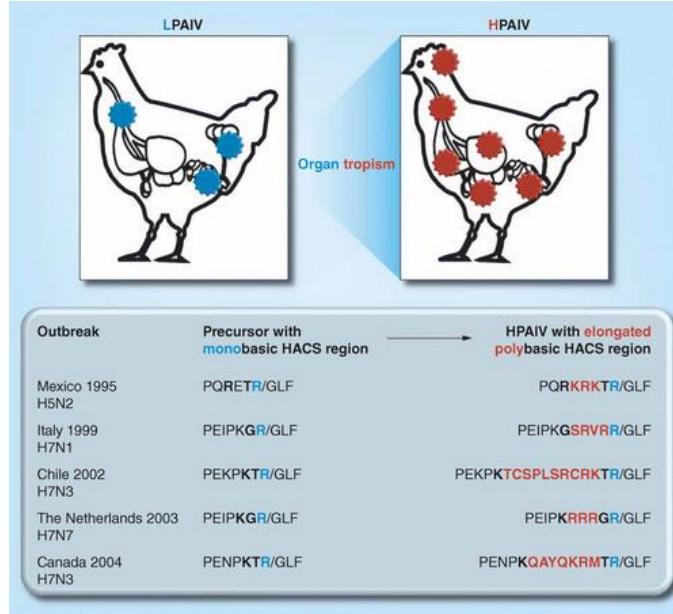 LPAIV
HPAIV
Organ tropism
Outbreak
Precursor with
monobasic HACS region
HPAIV with elongated
polybasic HACS region
Mexico 1995
H5N2
PQRETR/GLF
PQRKRKTR/GLF
Italy 1999
H7N1
PEIPKGR/GLF
PEIPKGSRVRR/GLF
Chile 2002
H7N3
PEKPKTR/GLF
PEKPKTCSPLSRCRKTR/GLF
The Netherlands 2003
H7N7
PEIPKGR/GLF
PEIPKRRRGR/GLF
Canada 2004
H7N3
PENPKTR/GLF
PENPKQAYQKRMTR/GLF